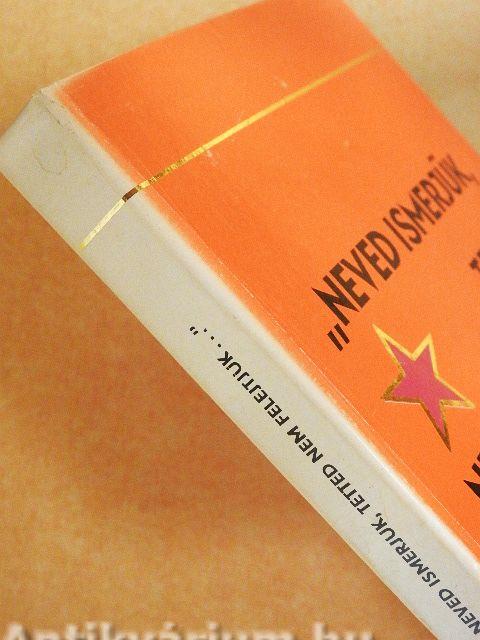 „NEVED ISMERJÜK,
NEVED ISMERJÜK, TETTED NEM FELEJTJÜK..."
Antikvárium.hu